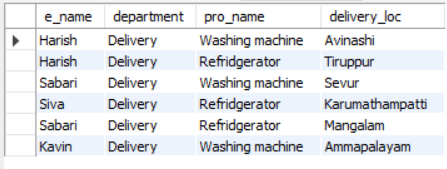 e_name department pro_name delivery_loc
Harish Delivery Washing machine Avinashi
Harish Delivery Refridgerator Tiruppur
Sabari Delivery Washing machine Sevur
Siva Delivery Refridgerator Karumathampatti
Sabari Delivery Refridgerator Mangalam
Kavin Delivery Washing machine Ammapalayam